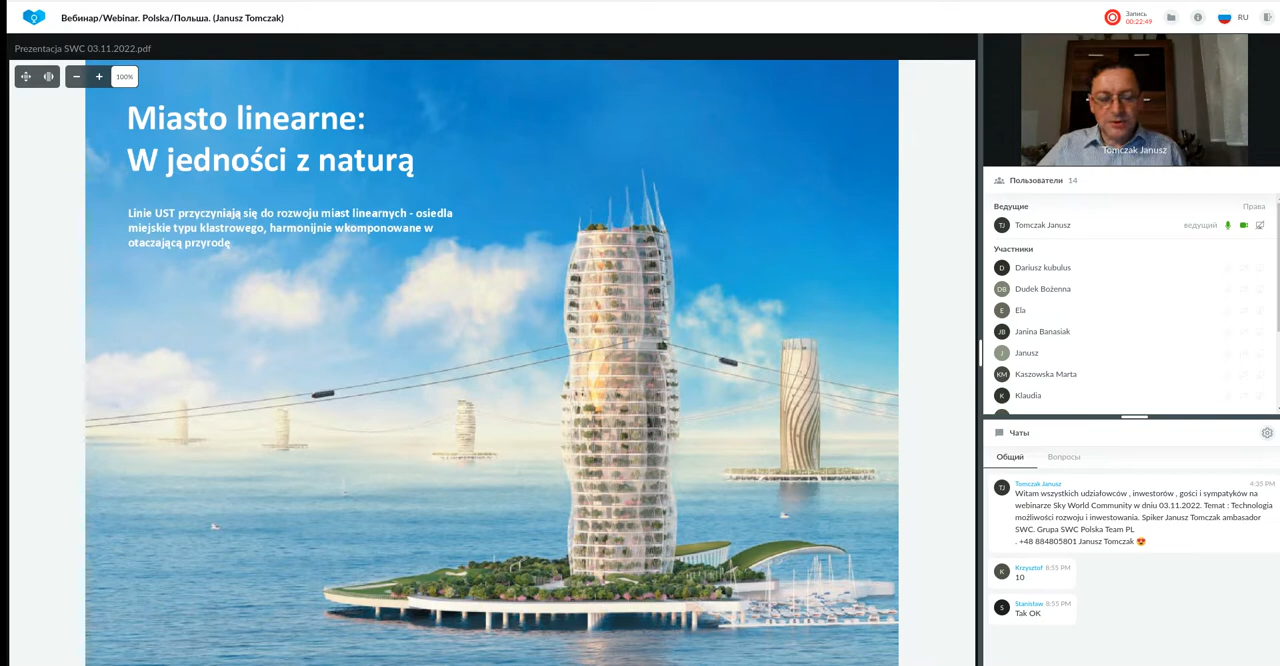 Вебинар/Webinar. Polska/Польша. (Janusz Tomczak)
Запись
00:22:49
RU
Prezentacja SWC 03.11.2022.pdf
100%
Miasto linearne:
W jedności z naturą
Linie UST przyczyniają się do rozwoju miast linearnych - osiedla
miejskie typu klastrowego, harmonijnie wkomponowane w
otaczającą przyrodę
Tomczak Janusz
Пользователи 14
Ведущие Права
TJ Tomczak Janusz ведущий
Участники
D Dariusz kubulus
DB Dudek Bożenna
E Ela
JB Janina Banasiak
J Janusz
KM Kaszowska Marta
K Klaudia
Чаты
Общий Вопросы
TJ Tomczak Janusz 4:35 PM
Witam wszystkich udziałowców , inwestorów , gości i sympatyków na
webinarze Sky World Community w dniu 03.11.2022. Temat : Technologia
możliwości rozwoju i inwestowania. Spiker Janusz Tomczak ambasador
SWC. Grupa SWC Polska Team PL
. +48 884805801 Janusz Tomczak 😍
K Krzysztof 8:55 PM
10
S Stanisław 8:55 PM
Tak OK